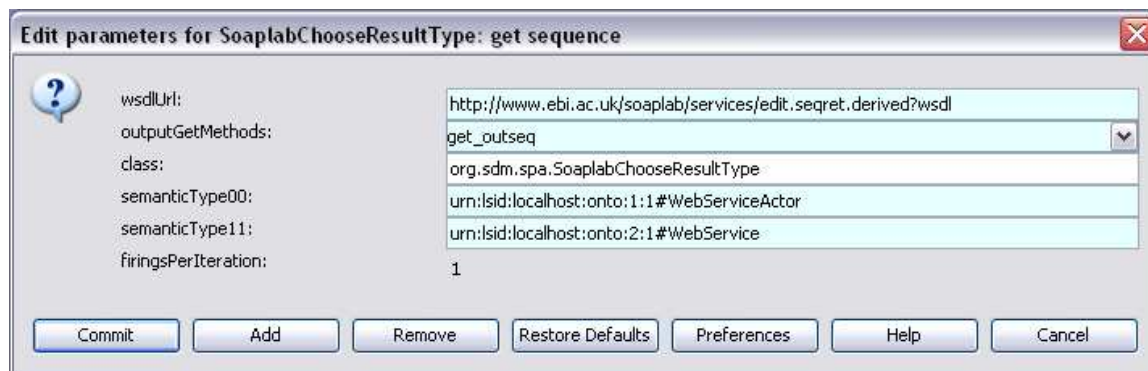 Edit parameters for SoaplabChooseResultType: get sequence
wsdlUrl: http://www.ebi.ac.uk/soaplab/services/edit.seqret.derived?wsdl
outputGetMethods: get_outseq
class: org.sdm.spa.SoaplabChooseResultType
semanticType00: urn:lsid:localhost:onto:1:1#WebServiceActor
semanticType11: urn:lsid:localhost:onto:2:1#WebService
firingsPerIteration: 1
Commit Add Remove Restore Defaults Preferences Help Cancel